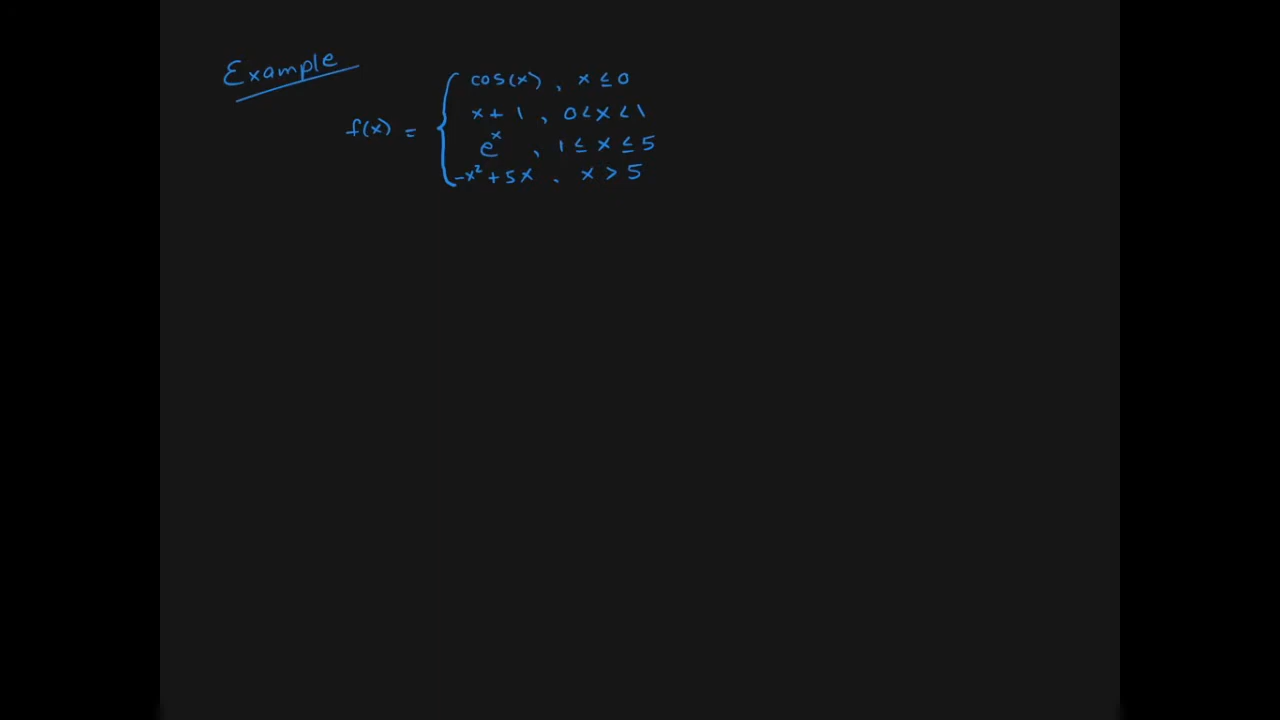 Example
f(x) = { cos(x) , x ≤ 0
x + 1 , 0 < x < 1
e^x , 1 ≤ x ≤ 5
-x² + 5x , x > 5